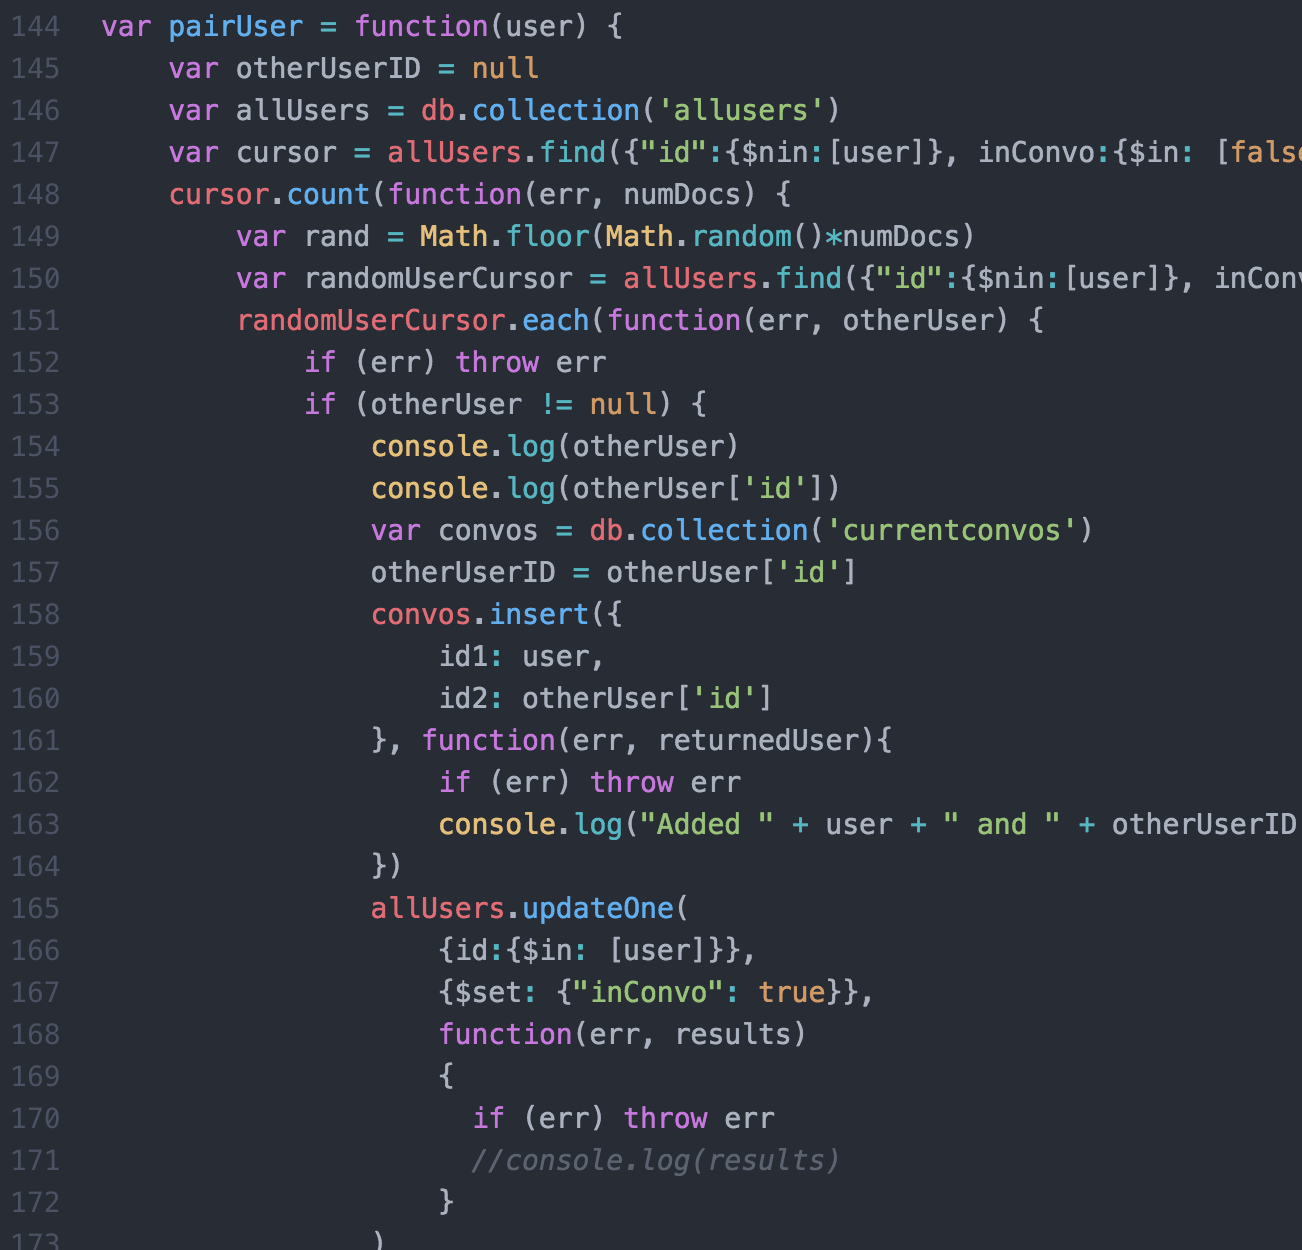 144 var pairUser = function(user) {
145 var otherUserID = null
146 var allUsers = db.collection('allusers')
147 var cursor = allUsers.find({"id":{$nin:[user]}, inConvo:{$in: [false
148 cursor.count(function(err, numDocs) {
149 var rand = Math.floor(Math.random()*numDocs)
150 var randomUserCursor = allUsers.find({"id":{$nin:[user]}, inConv
151 randomUserCursor.each(function(err, otherUser) {
152 if (err) throw err
153 if (otherUser != null) {
154 console.log(otherUser)
155 console.log(otherUser['id'])
156 var convos = db.collection('currentconvos')
157 otherUserID = otherUser['id']
158 convos.insert({
159 id1: user,
160 id2: otherUser['id']
161 }, function(err, returnedUser){
162 if (err) throw err
163 console.log("Added " + user + " and " + otherUserID
164 })
165 allUsers.updateOne(
166 {id:{$in: [user]}},
167 {$set: {"inConvo": true}},
168 function(err, results)
169 {
170 if (err) throw err
171 //console.log(results)
172 }
173 )